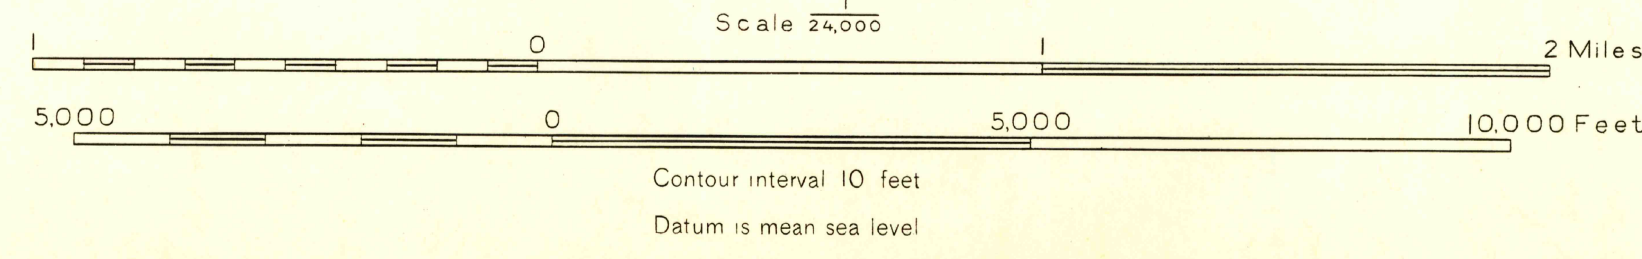 Scale 1/24,000
1 0 1 2 Miles
5,000 0 5,000 10,000 Feet
Contour interval 10 feet
Datum is mean sea level